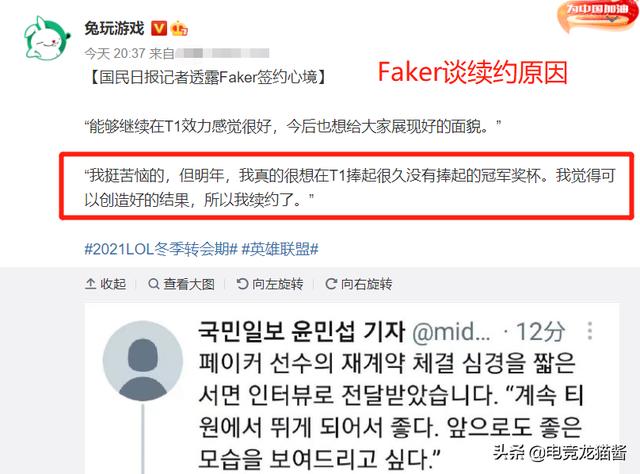 兔玩游戏
为中国加油
今天 20:37 来自
【国民日报记者透露Faker签约心境】
Faker谈续约原因
“能够继续在T1效力感觉很好，今后也想给大家展现好的面貌。”
“我挺苦恼的，但明年，我真的很想在T1捧起很久没有捧起的冠军奖杯。我觉得可
以创造好的结果，所以我续约了。”
#2021LOL冬季转会期# #英雄联盟#
收起 查看大图 向左旋转 向右旋转
국민일보 윤민섭 기자 @mid... · 12分
페이커 선수의 재계약 체결 심경을 짧은
서면 인터뷰로 전달받았습니다. “계속 티
원에서 뛰게 되어서 좋다. 앞으로도 좋은
모습을 보여드리고 싶다.”
头条 @电竞龙猫酱